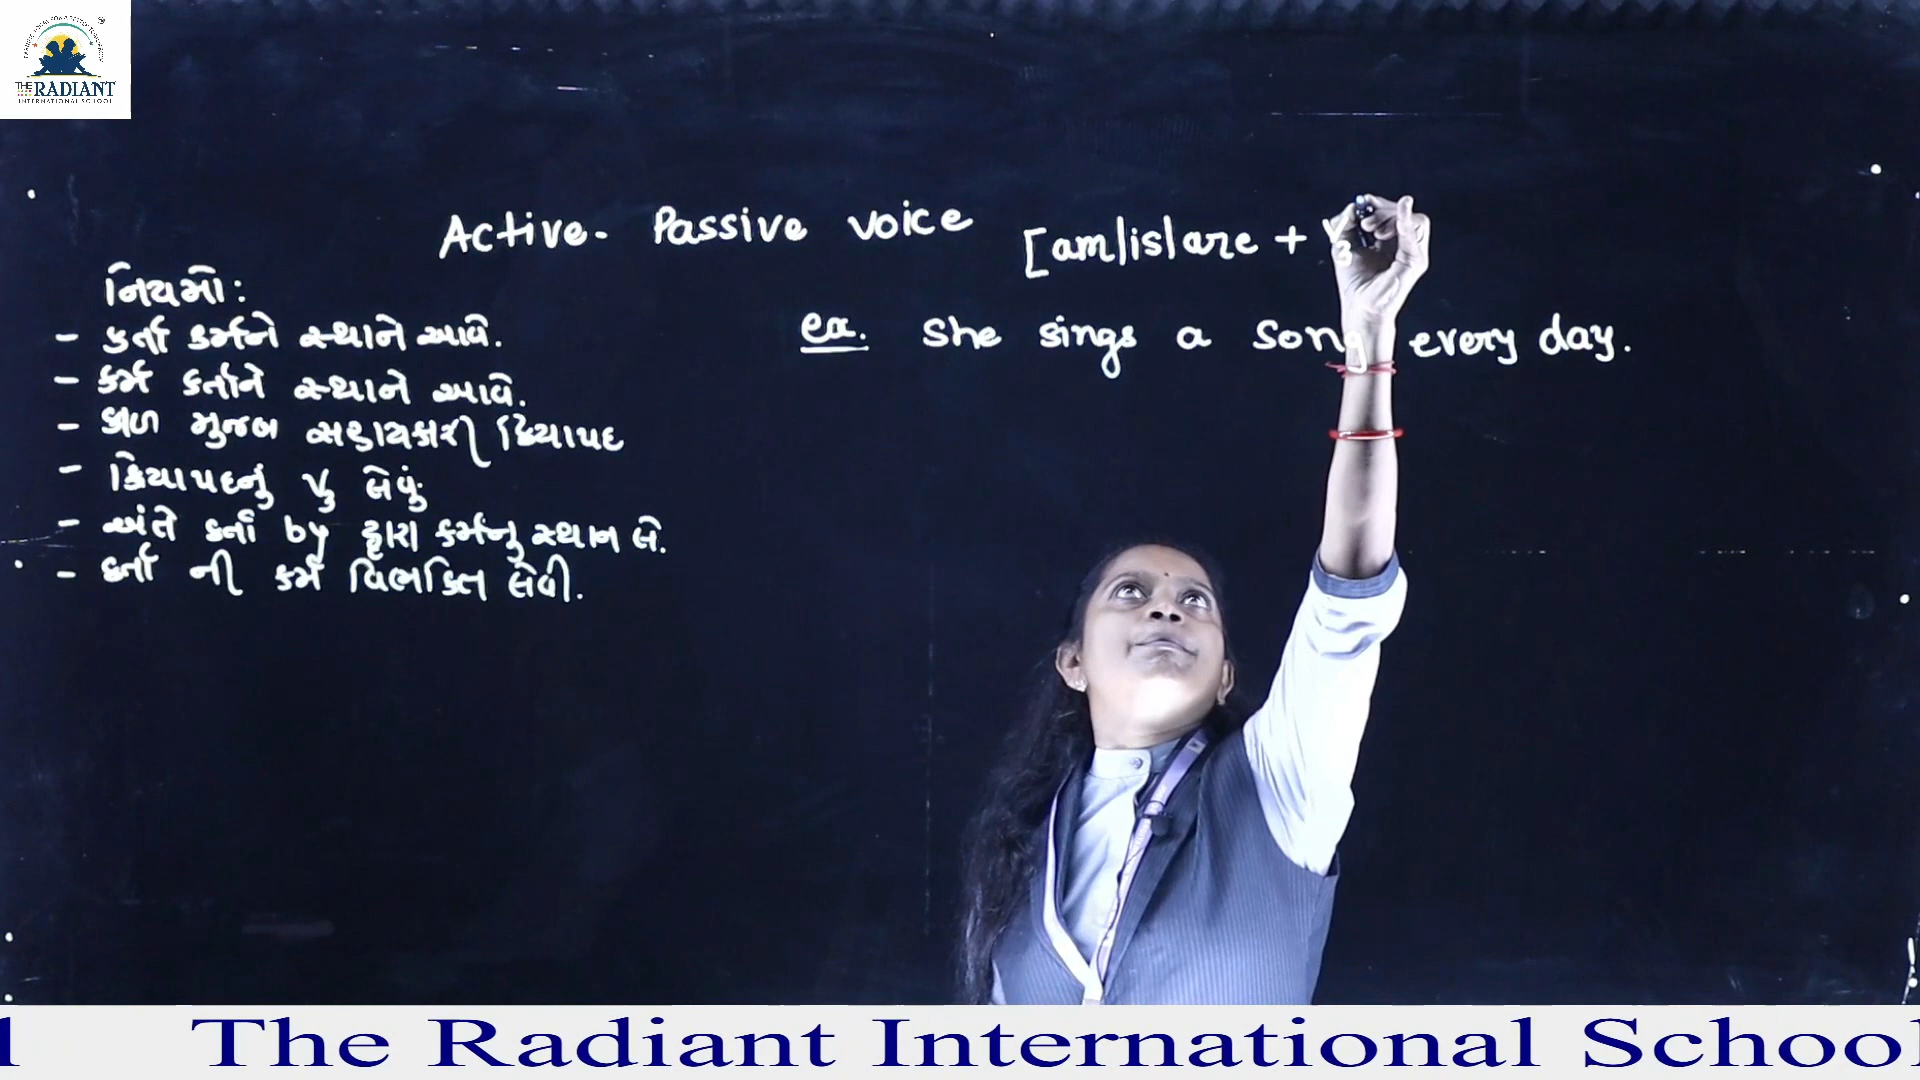 THE RADIANT
INTERNATIONAL SCHOOL
Active- Passive voice [am|is|are + V3
નિયમો:
- કર્તા કર્મને સ્થાને આવે.
- કર્મ કર્તાને સ્થાને આવે.
- કાળ મુજબ સહાયકારી ક્રિયાપદ
- ક્રિયાપદનું લેવું
- અંતે કર્તા by દ્વારા કર્મનુ સ્થાન લે.
- કર્તા ની કર્મ વિભક્તિ લેવી.
ex. She sings a song every day.
l The Radiant International School